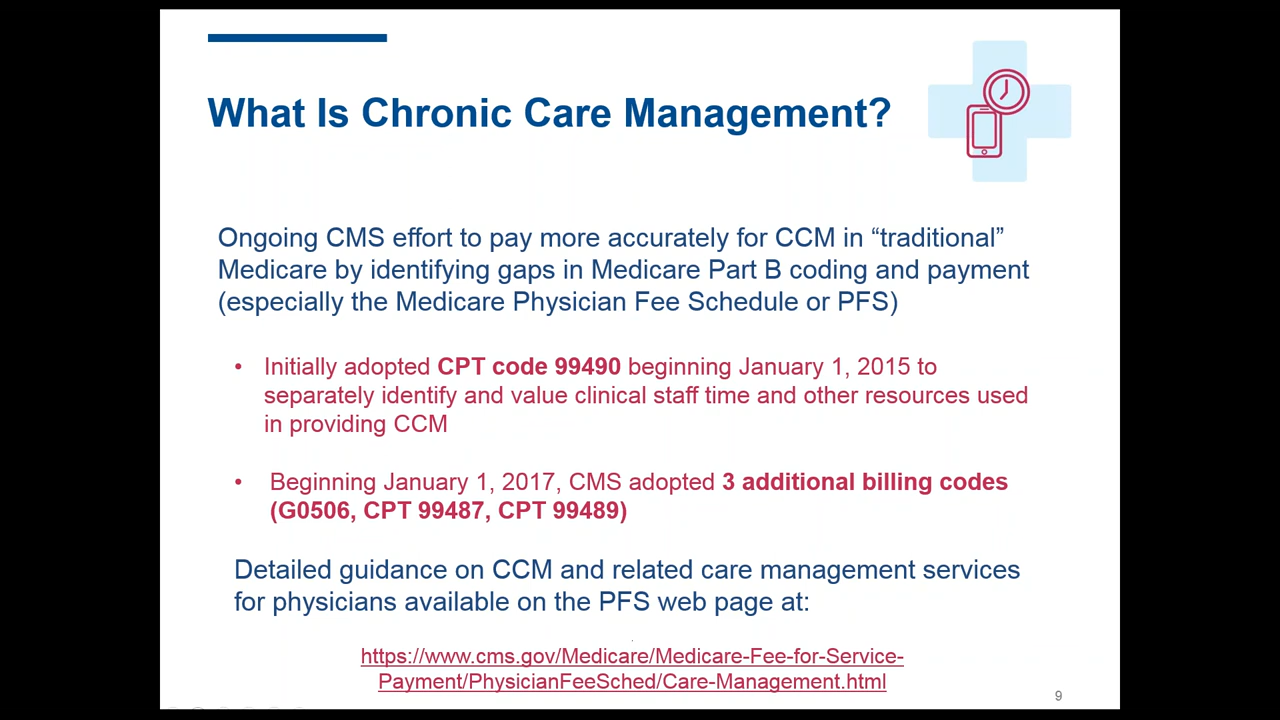 What Is Chronic Care Management?
Ongoing CMS effort to pay more accurately for CCM in “traditional”
Medicare by identifying gaps in Medicare Part B coding and payment
(especially the Medicare Physician Fee Schedule or PFS)
• Initially adopted CPT code 99490 beginning January 1, 2015 to
separately identify and value clinical staff time and other resources used
in providing CCM
• Beginning January 1, 2017, CMS adopted 3 additional billing codes
(G0506, CPT 99487, CPT 99489)
Detailed guidance on CCM and related care management services
for physicians available on the PFS web page at:
https://www.cms.gov/Medicare/Medicare-Fee-for-Service-
Payment/PhysicianFeeSched/Care-Management.html
9